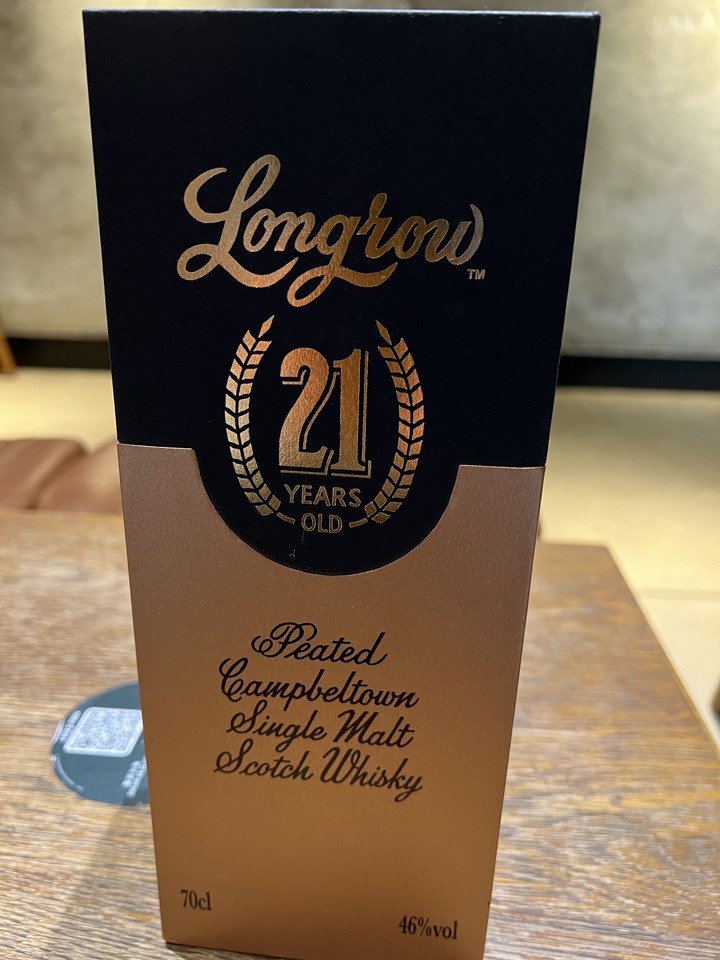 Longrow
TM
21
YEARS
OLD
Peated
Campbeltown
Single Malt
Scotch Whisky
70cl
46%vol